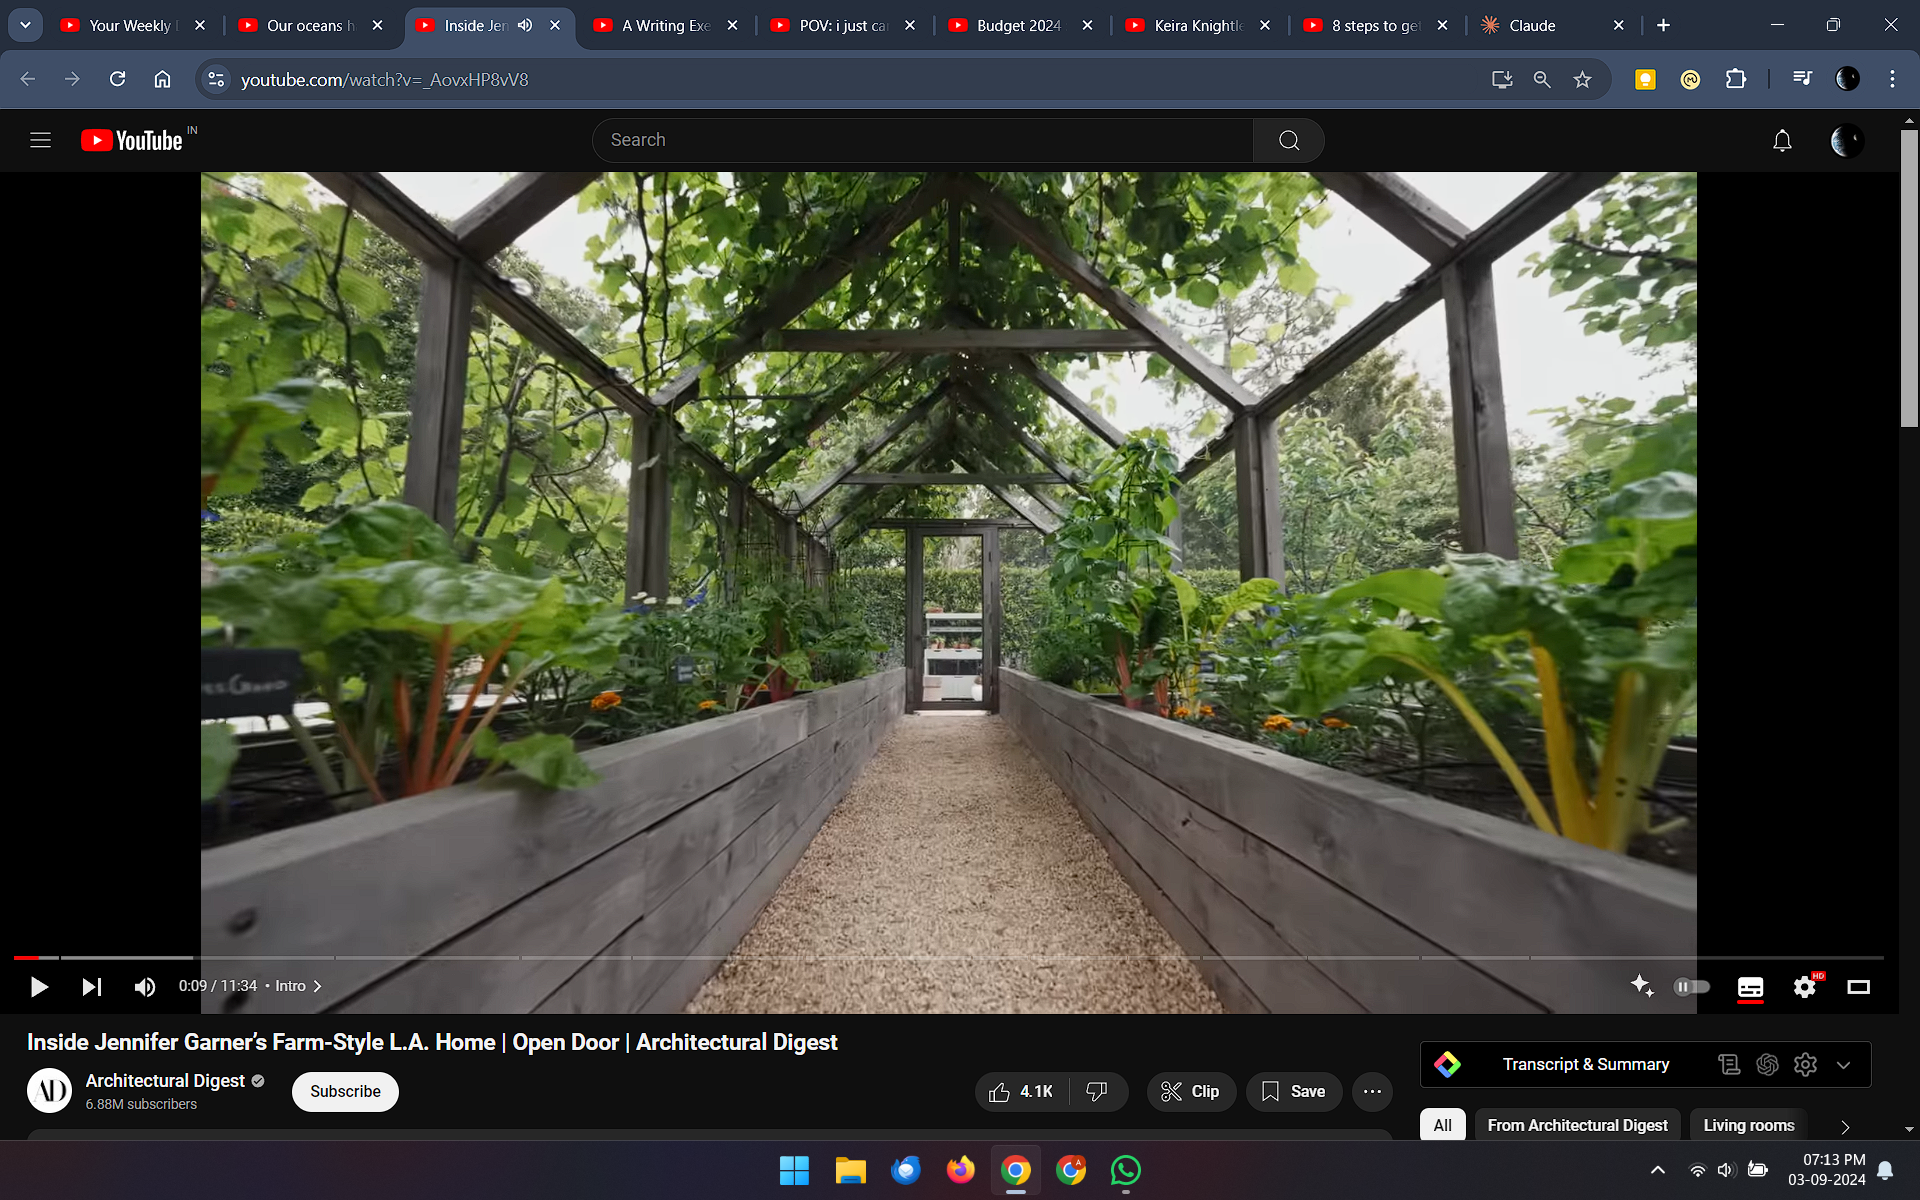 Your Weekly
Our oceans h
Inside Jen
A Writing Exe
POV: i just ca
Budget 2024
Keira Knightle
8 steps to get
Claude
youtube.com/watch?v=_AovxHP8vV8
YouTube IN
Search
0:09 / 11:34 • Intro
HD
Inside Jennifer Garner’s Farm-Style L.A. Home | Open Door | Architectural Digest
AD
Architectural Digest
6.88M subscribers
Subscribe
4.1K
Clip
Save
Transcript & Summary
All
From Architectural Digest
Living rooms
07:13 PM
03-09-2024